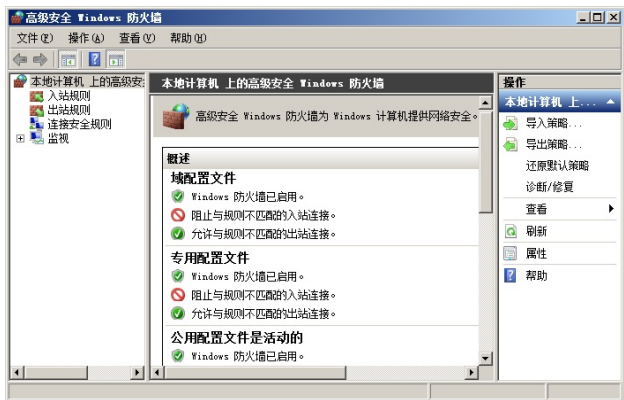 高级安全 Windows 防火墙
文件(F) 操作(A) 查看(V) 帮助(H)
本地计算机 上的高级安:
入站规则
出站规则
连接安全规则
监视
本地计算机 上的高级安全 Windows 防火墙
高级安全 Windows 防火墙为 Windows 计算机提供网络安全。
概述
域配置文件
Windows 防火墙已启用。
阻止与规则不匹配的入站连接。
允许与规则不匹配的出站连接。
专用配置文件
Windows 防火墙已启用。
阻止与规则不匹配的入站连接。
允许与规则不匹配的出站连接。
公用配置文件是活动的
Windows 防火墙已启用。
操作
本地计算机 上...
导入策略...
导出策略...
还原默认策略
诊断/修复
查看
刷新
属性
帮助